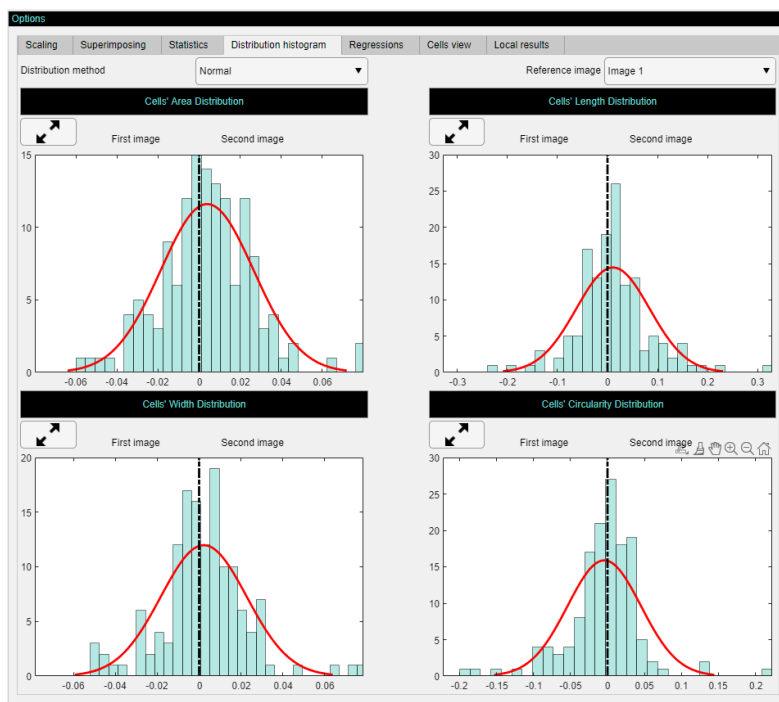 Options
Scaling Superimposing Statistics Distribution histogram Regressions Cells view Local results
Distribution method Normal Reference image Image 1
Cells' Area Distribution Cells' Length Distribution
First image Second image First image Second image
15 30
25
10 20
15
5 10
5
0 0
-0.06 -0.04 -0.02 0 0.02 0.04 0.06 -0.3 -0.2 -0.1 0 0.1 0.2 0.3
Cells' Width Distribution Cells' Circularity Distribution
First image Second image First image Second image
20 30
25
15
20
10 15
10
5
5
0 0
-0.06 -0.04 -0.02 0 0.02 0.04 0.06 -0.2 -0.15 -0.1 -0.05 0 0.05 0.1 0.15 0.2